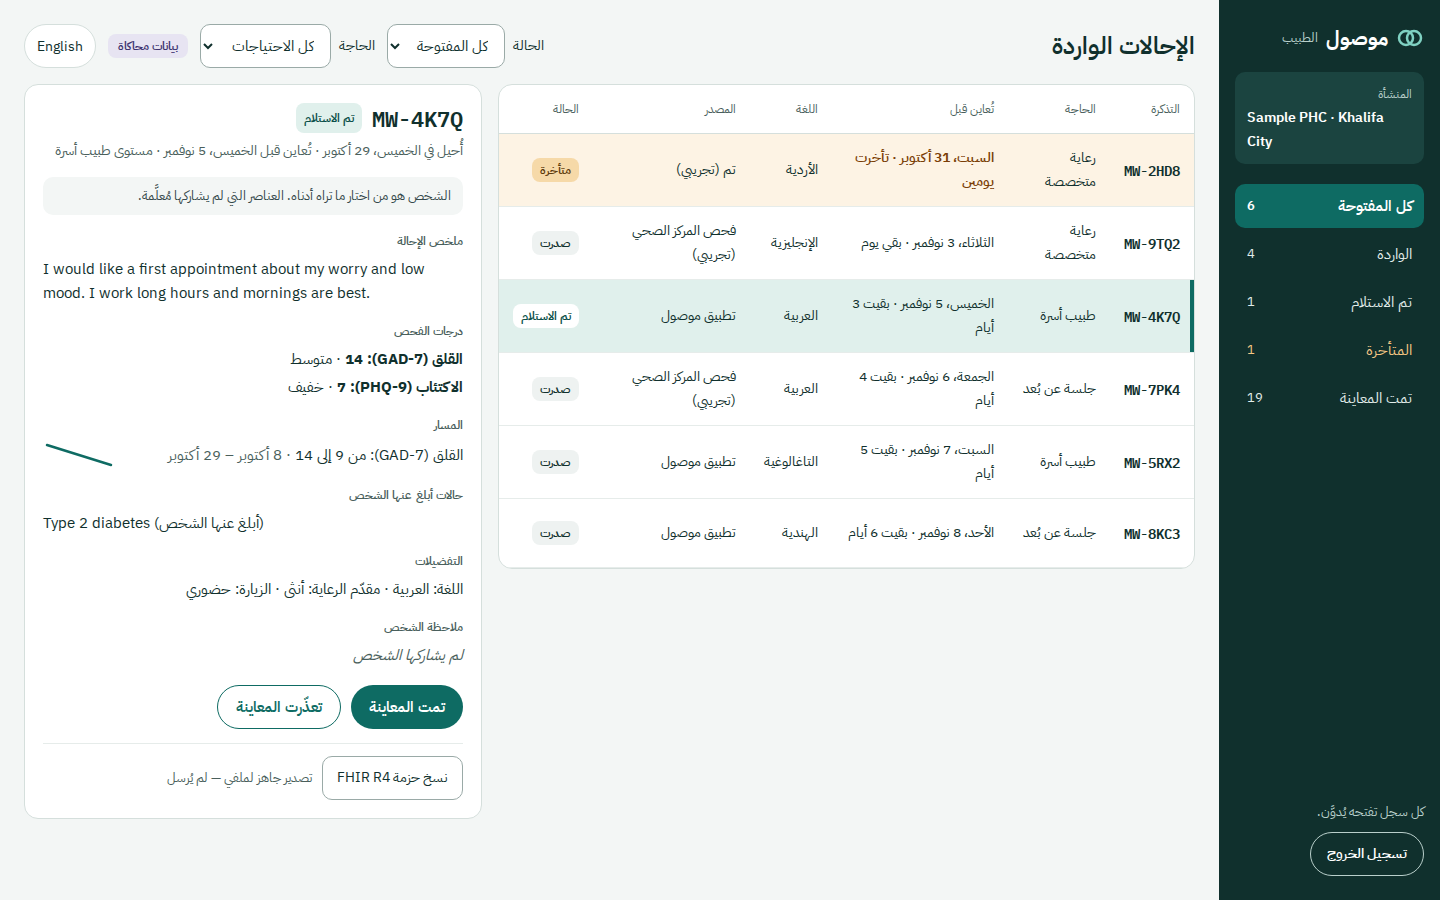 موصول الطبيب
المنشأة
Sample PHC · Khalifa
City
كل المفتوحة 6
الواردة 4
تم الاستلام 1
المتأخرة 1
تمت المعاينة 19
كل سجل تفتحه يُدوَّن.
تسجيل الخروج
الإحالات الواردة
الحالة كل المفتوحة الحاجة كل الاحتياجات بيانات محاكاة English
التذكرة الحاجة تُعاين قبل اللغة المصدر الحالة
MW-2HD8 رعاية متخصصة السبت، 31 أكتوبر · تأخرت يومين الأردية تم (تجريبي) متأخرة
MW-9TQ2 رعاية متخصصة الثلاثاء، 3 نوفمبر · بقي يوم الإنجليزية فحص المركز الصحي (تجريبي) صدرت
MW-4K7Q طبيب أسرة الخميس، 5 نوفمبر · بقيت 3 أيام العربية تطبيق موصول تم الاستلام
MW-7PK4 جلسة عن بُعد الجمعة، 6 نوفمبر · بقيت 4 أيام العربية فحص المركز الصحي (تجريبي) صدرت
MW-5RX2 طبيب أسرة السبت، 7 نوفمبر · بقيت 5 أيام التاغالوغية تطبيق موصول صدرت
MW-8KC3 جلسة عن بُعد الأحد، 8 نوفمبر · بقيت 6 أيام الهندية تطبيق موصول صدرت
MW-4K7Q تم الاستلام
أُحيل في الخميس، 29 أكتوبر · تُعاين قبل الخميس، 5 نوفمبر · مستوى طبيب أسرة
الشخص هو من اختار ما تراه أدناه. العناصر التي لم يشاركها مُعلَّمة.
ملخص الإحالة
I would like a first appointment about my worry and low
mood. I work long hours and mornings are best.
درجات الفحص
القلق (GAD-7): 14 · متوسط
الاكتئاب (PHQ-9): 7 · خفيف
المسار
القلق (GAD-7): من 9 إلى 14 · 8 أكتوبر – 29 أكتوبر
حالات أبلغ عنها الشخص
Type 2 diabetes (أبلغ عنها الشخص)
التفضيلات
اللغة: العربية · مقدّم الرعاية: أنثى · الزيارة: حضوري
ملاحظة الشخص
لم يشاركها الشخص
تمت المعاينة تعذّرت المعاينة
نسخ حزمة FHIR R4 تصدير جاهز لملفي — لم يُرسل